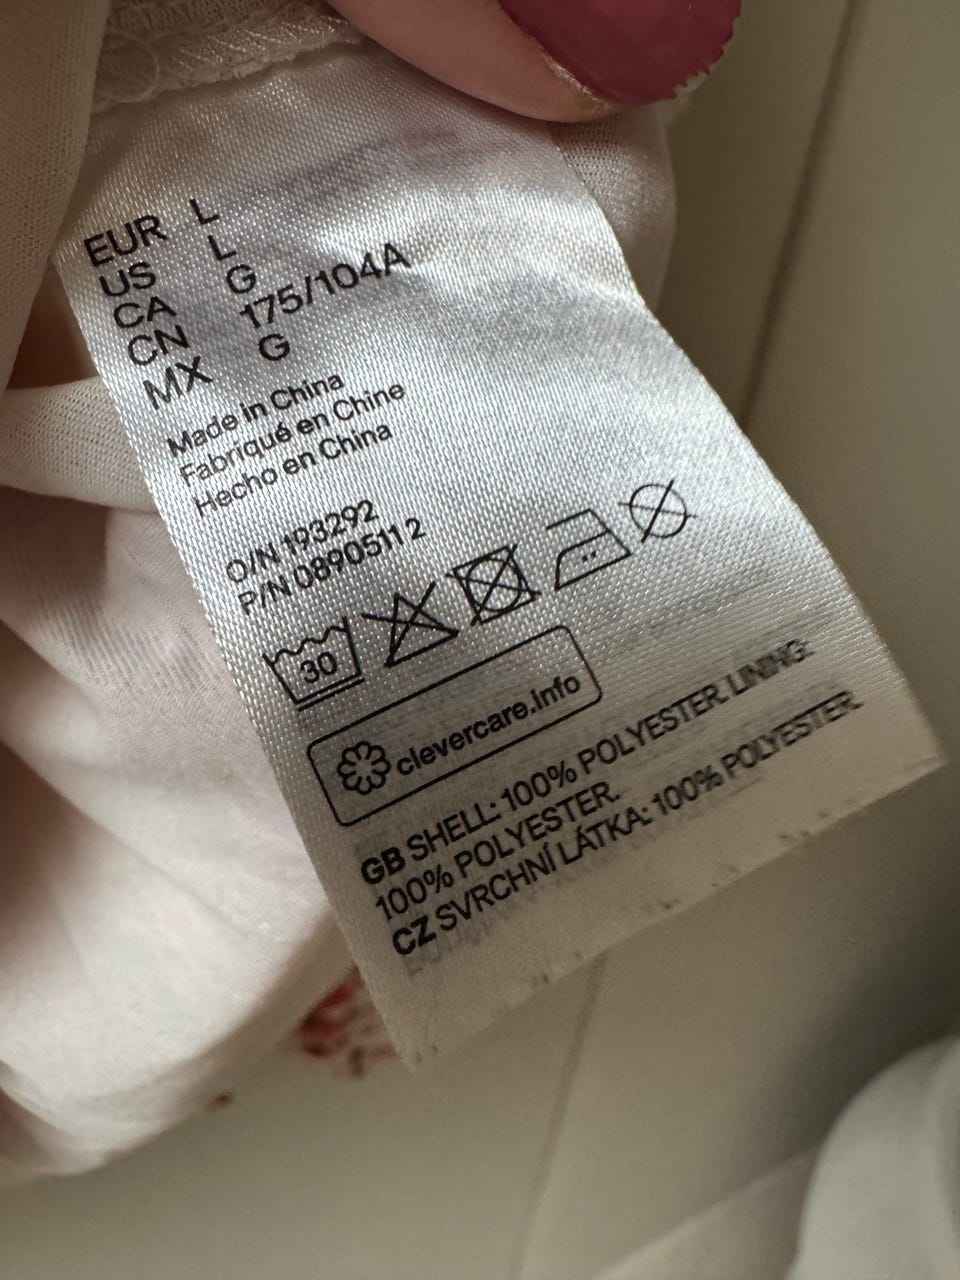 EUR L
US L
CA G
CN 175/104A
MX G
Made in China
Fabriqué en Chine
Hecho en China
O/N 193292
P/N 0890511 2
30
clevercare.info
GB SHELL: 100% POLYESTER LINING:
100% POLYESTER.
CZ SVRCHNÍ LÁTKA: 100% POLYESTER